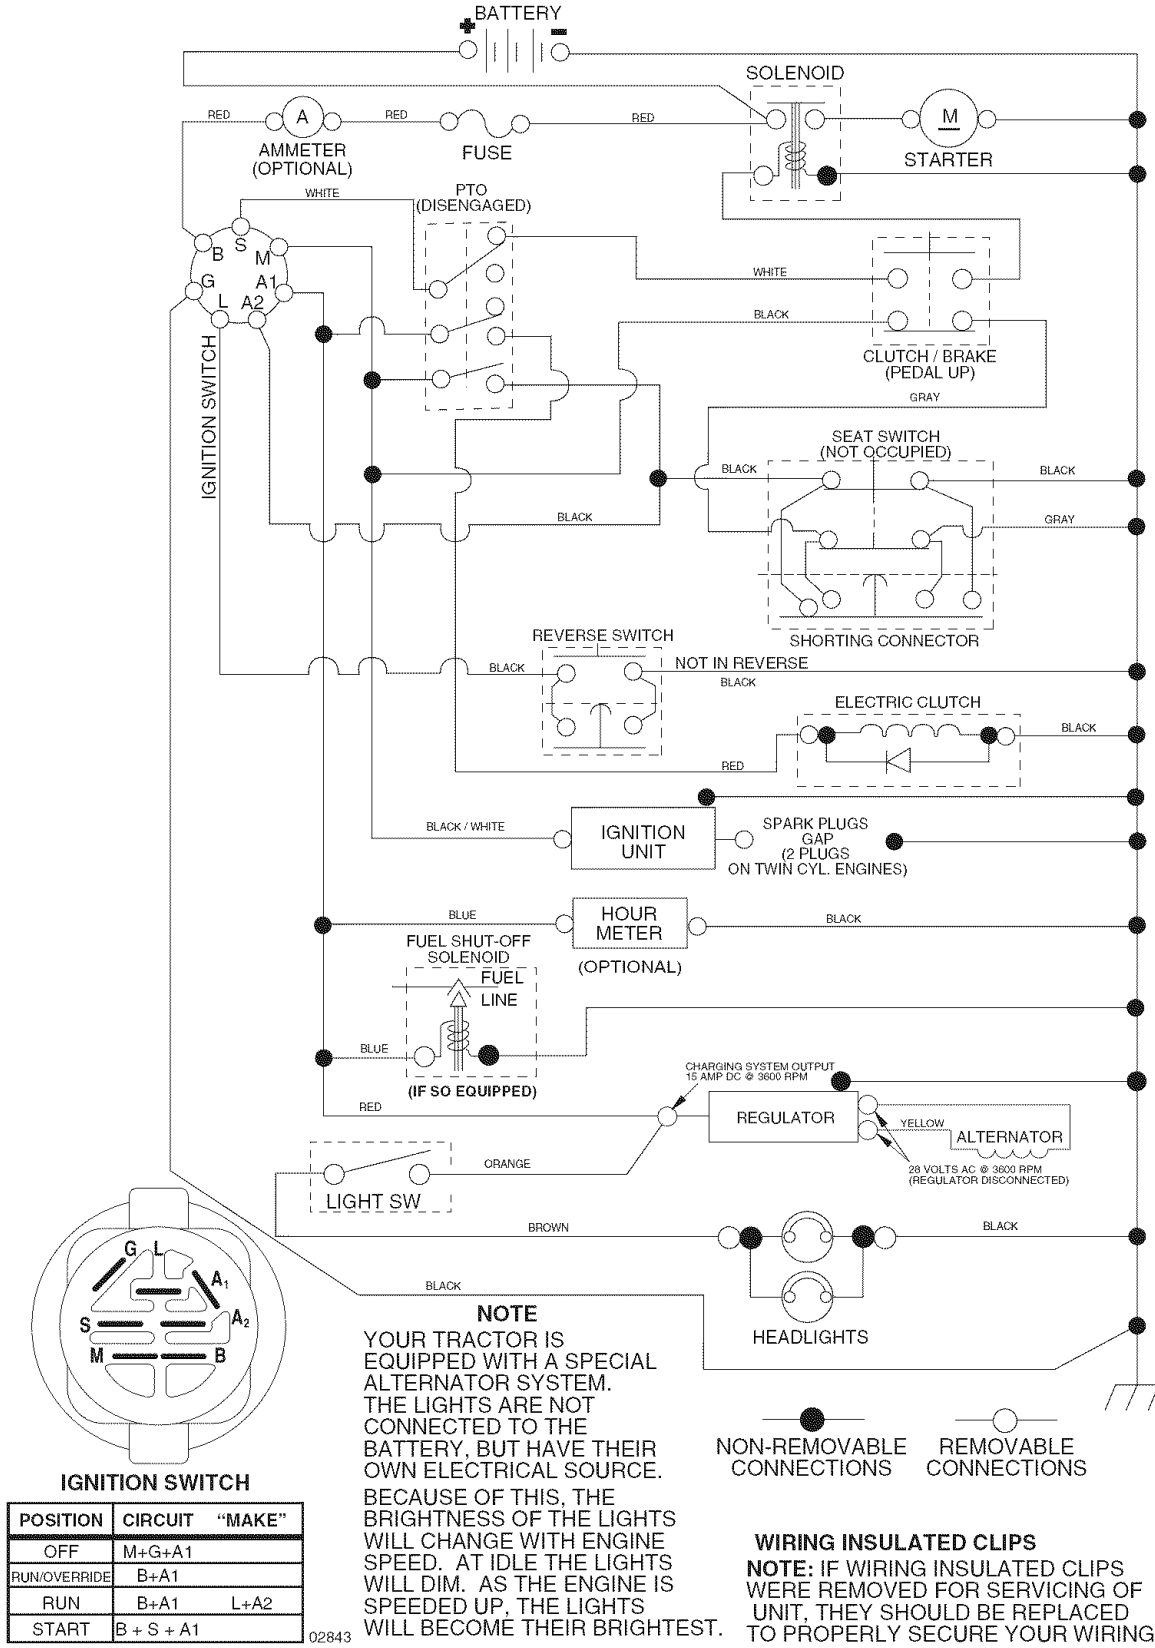 BATTERY
+ -
SOLENOID
RED
A
RED
RED
M
AMMETER
(OPTIONAL)
FUSE
STARTER
WHITE
PTO
(DISENGAGED)
S
B
M
G
A1
L
A2
WHITE
BLACK
IGNITION SWITCH
CLUTCH / BRAKE
(PEDAL UP)
GRAY
SEAT SWITCH
(NOT OCCUPIED)
BLACK
BLACK
BLACK
GRAY
SHORTING CONNECTOR
REVERSE SWITCH
BLACK
NOT IN REVERSE
BLACK
ELECTRIC CLUTCH
BLACK
RED
BLACK / WHITE
IGNITION
UNIT
SPARK PLUGS
GAP
(2 PLUGS
ON TWIN CYL. ENGINES)
BLUE
HOUR
METER
BLACK
(OPTIONAL)
FUEL SHUT-OFF
SOLENOID
FUEL
LINE
BLUE
(IF SO EQUIPPED)
CHARGING SYSTEM OUTPUT
15 AMP DC @ 3600 RPM
RED
REGULATOR
YELLOW
ALTERNATOR
28 VOLTS AC @ 3600 RPM
(REGULATOR DISCONNECTED)
ORANGE
LIGHT SW
BROWN
BLACK
BLACK
HEADLIGHTS
G L
A1
A2
S
M
B
IGNITION SWITCH
POSITION CIRCUIT "MAKE"
OFF M+G+A1
RUN/OVERRIDE B+A1
RUN B+A1 L+A2
START B + S + A1
02843
NOTE
YOUR TRACTOR IS
EQUIPPED WITH A SPECIAL
ALTERNATOR SYSTEM.
THE LIGHTS ARE NOT
CONNECTED TO THE
BATTERY, BUT HAVE THEIR
OWN ELECTRICAL SOURCE.
BECAUSE OF THIS, THE
BRIGHTNESS OF THE LIGHTS
WILL CHANGE WITH ENGINE
SPEED. AT IDLE THE LIGHTS
WILL DIM. AS THE ENGINE IS
SPEEDED UP, THE LIGHTS
WILL BECOME THEIR BRIGHTEST.
NON-REMOVABLE
CONNECTIONS
REMOVABLE
CONNECTIONS
WIRING INSULATED CLIPS
NOTE: IF WIRING INSULATED CLIPS
WERE REMOVED FOR SERVICING OF
UNIT, THEY SHOULD BE REPLACED
TO PROPERLY SECURE YOUR WIRING